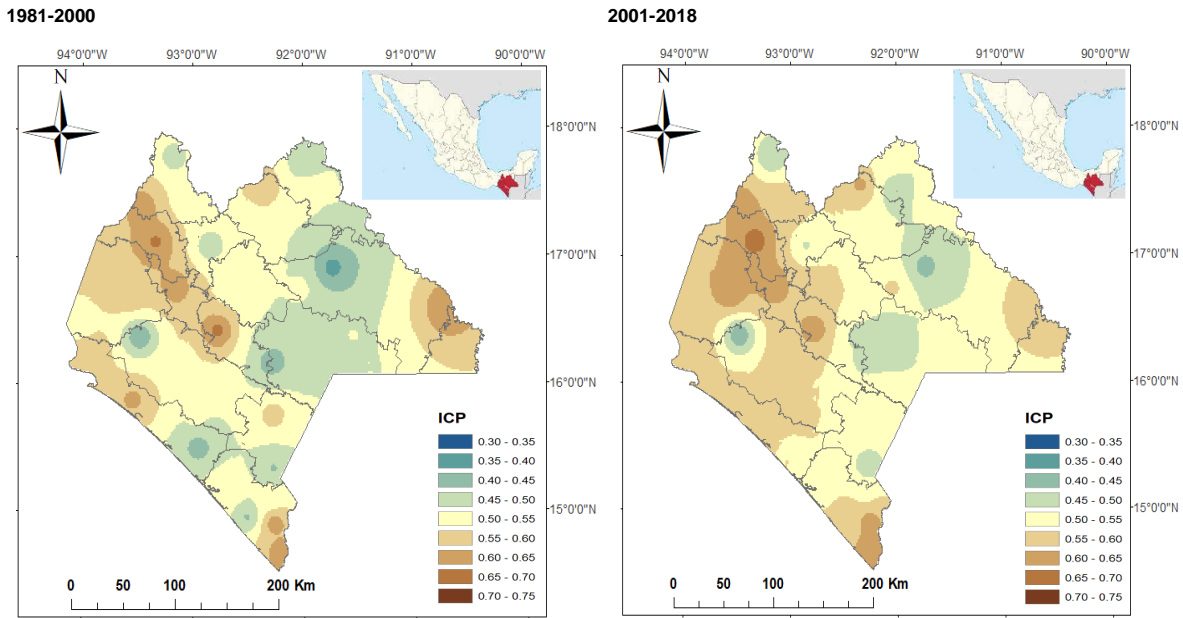 1981-2000
94°0'0"W 93°0'0"W 92°0'0"W 91°0'0"W 90°0'0"W
N
18°0'0"N
17°0'0"N
16°0'0"N
15°0'0"N
ICP
0.30 - 0.35
0.35 - 0.40
0.40 - 0.45
0.45 - 0.50
0.50 - 0.55
0.55 - 0.60
0.60 - 0.65
0.65 - 0.70
0.70 - 0.75
0 50 100 200 Km
2001-2018
94°0'0"W 93°0'0"W 92°0'0"W 91°0'0"W 90°0'0"W
N
18°0'0"N
17°0'0"N
16°0'0"N
15°0'0"N
ICP
0.30 - 0.35
0.35 - 0.40
0.40 - 0.45
0.45 - 0.50
0.50 - 0.55
0.55 - 0.60
0.60 - 0.65
0.65 - 0.70
0.70 - 0.75
0 50 100 200 Km